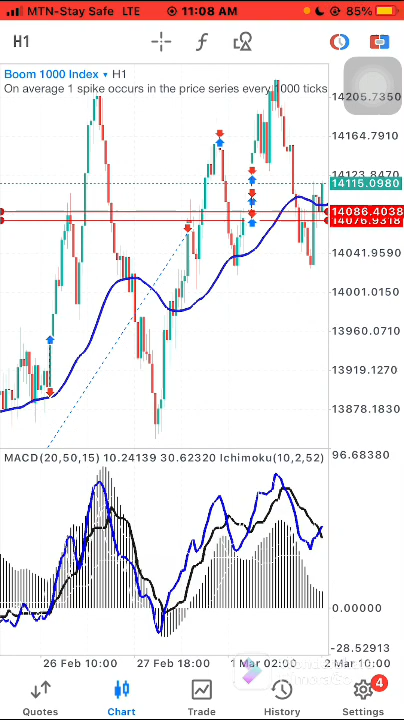 MTN-Stay Safe LTE 11:08 AM 85%
H1
Boom 1000 Index H1
On average 1 spike occurs in the price series every 1000 ticks
14205.7350
14164.7910
14123.8470
14115.0980
14086.4038
14076.9318
14041.9590
14001.0150
13960.0710
13919.1270
13878.1830
MACD(20,50,15) 10.24139 30.62320 Ichimoku(10,2,52)
96.68380
0.00000
-28.52913
26 Feb 10:00 27 Feb 18:00 1 Mar 02:00 2 Mar 10:00
4
Quotes Chart Trade History Settings